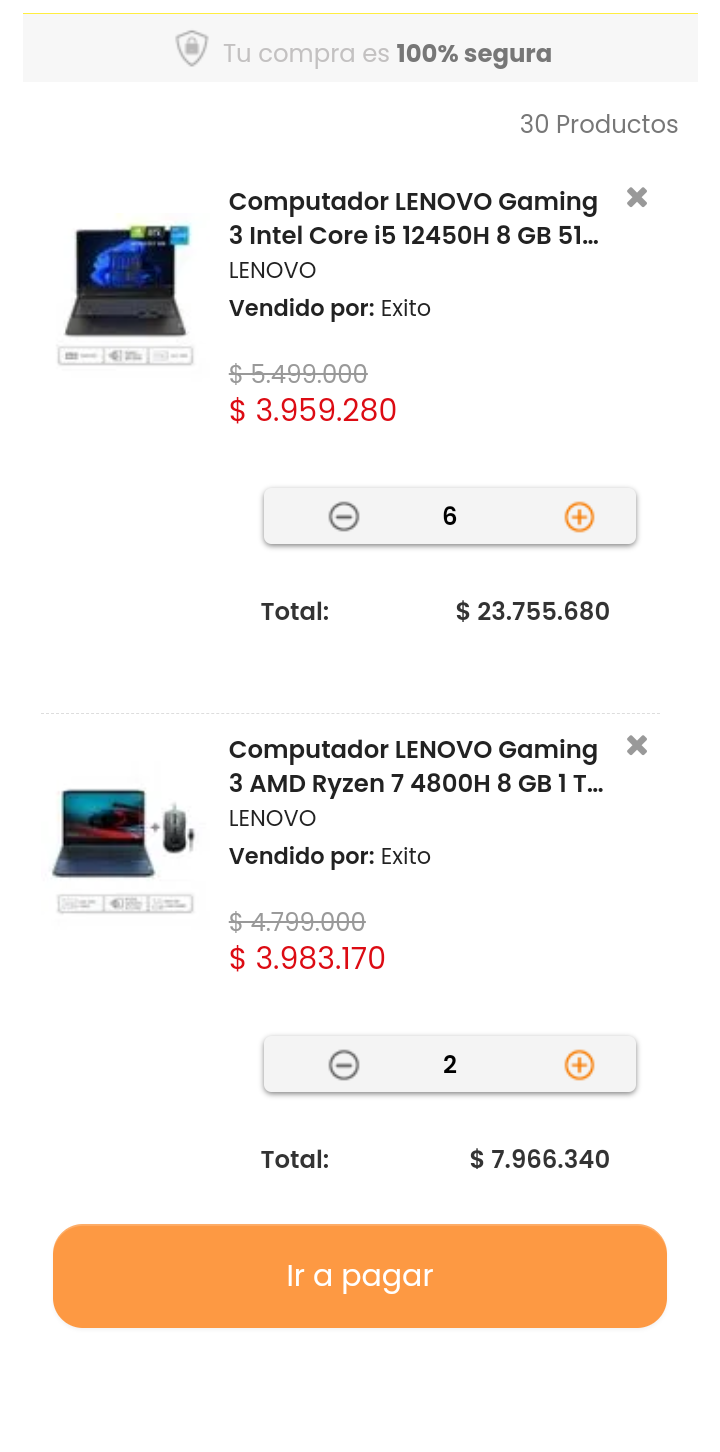 Tu compra es 100% segura
30 Productos
Computador LENOVO Gaming
3 Intel Core i5 12450H 8 GB 51...
LENOVO
Vendido por: Exito
$ 5.499.000
$ 3.959.280
6
Total: $ 23.755.680
Computador LENOVO Gaming
3 AMD Ryzen 7 4800H 8 GB 1 T...
LENOVO
Vendido por: Exito
$ 4.799.000
$ 3.983.170
2
Total: $ 7.966.340
Ir a pagar